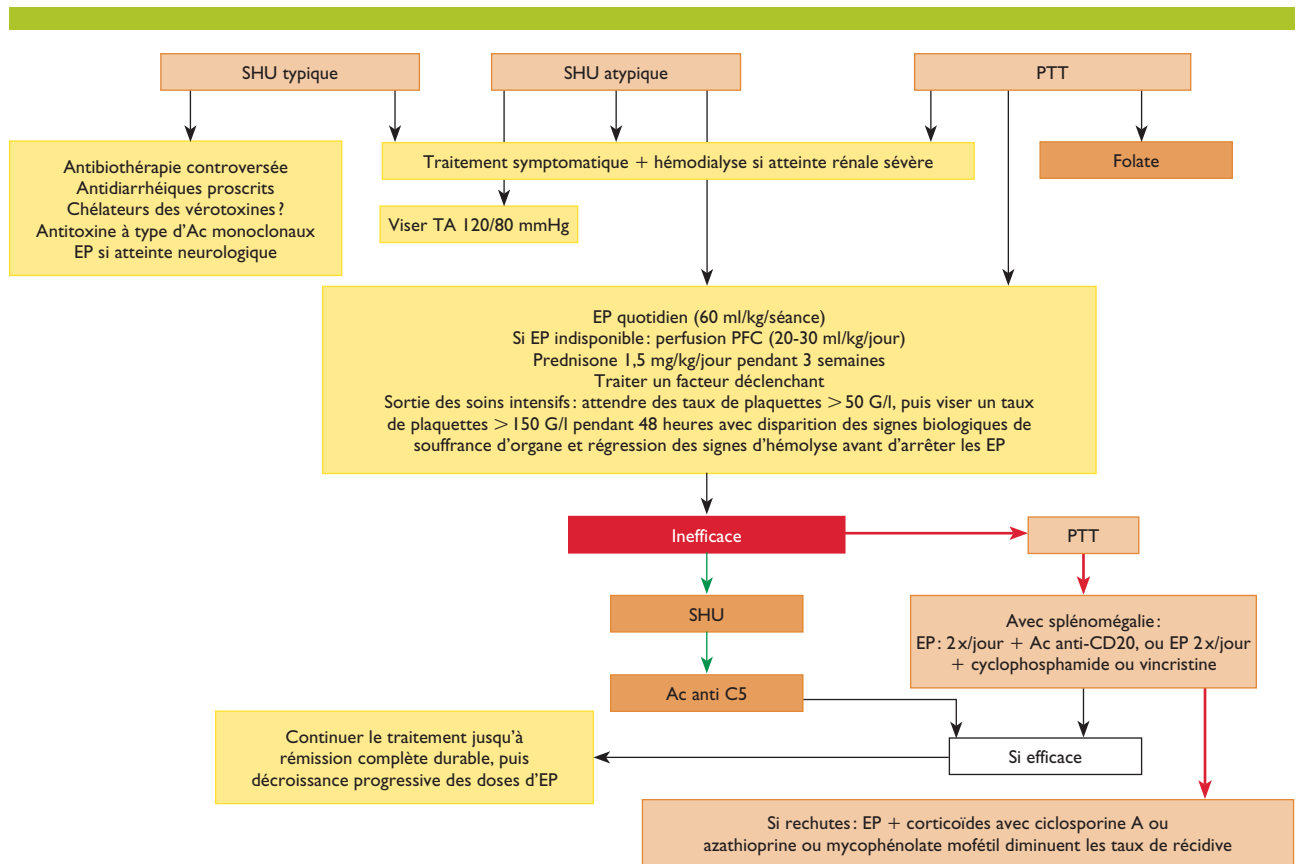 SHU typique
SHU atypique
PTT
Antibiothérapie controversée
Antidiarrhéiques proscrits
Chélateurs des vérotoxines ?
Antitoxine à type d'Ac monoclonaux
EP si atteinte neurologique
Traitement symptomatique + hémodialyse si atteinte rénale sévère
Folate
Viser TA 120/80 mmHg
EP quotidien (60 ml/kg/séance)
Si EP indisponible : perfusion PFC (20-30 ml/kg/jour)
Prednisone 1,5 mg/kg/jour pendant 3 semaines
Traiter un facteur déclenchant
Sortie des soins intensifs : attendre des taux de plaquettes > 50 G/l, puis viser un taux
de plaquettes > 150 G/l pendant 48 heures avec disparition des signes biologiques de
souffrance d'organe et régression des signes d'hémolyse avant d'arrêter les EP
Inefficace
PTT
SHU
Avec splénomégalie :
EP : 2 x/jour + Ac anti-CD20, ou EP 2 x/jour
+ cyclophosphamide ou vincristine
Ac anti C5
Continuer le traitement jusqu'à
rémission complète durable, puis
décroissance progressive des doses d'EP
Si efficace
Si rechutes : EP + corticoïdes avec ciclosporine A ou
azathioprine ou mycophénolate mofétil diminuent les taux de récidive